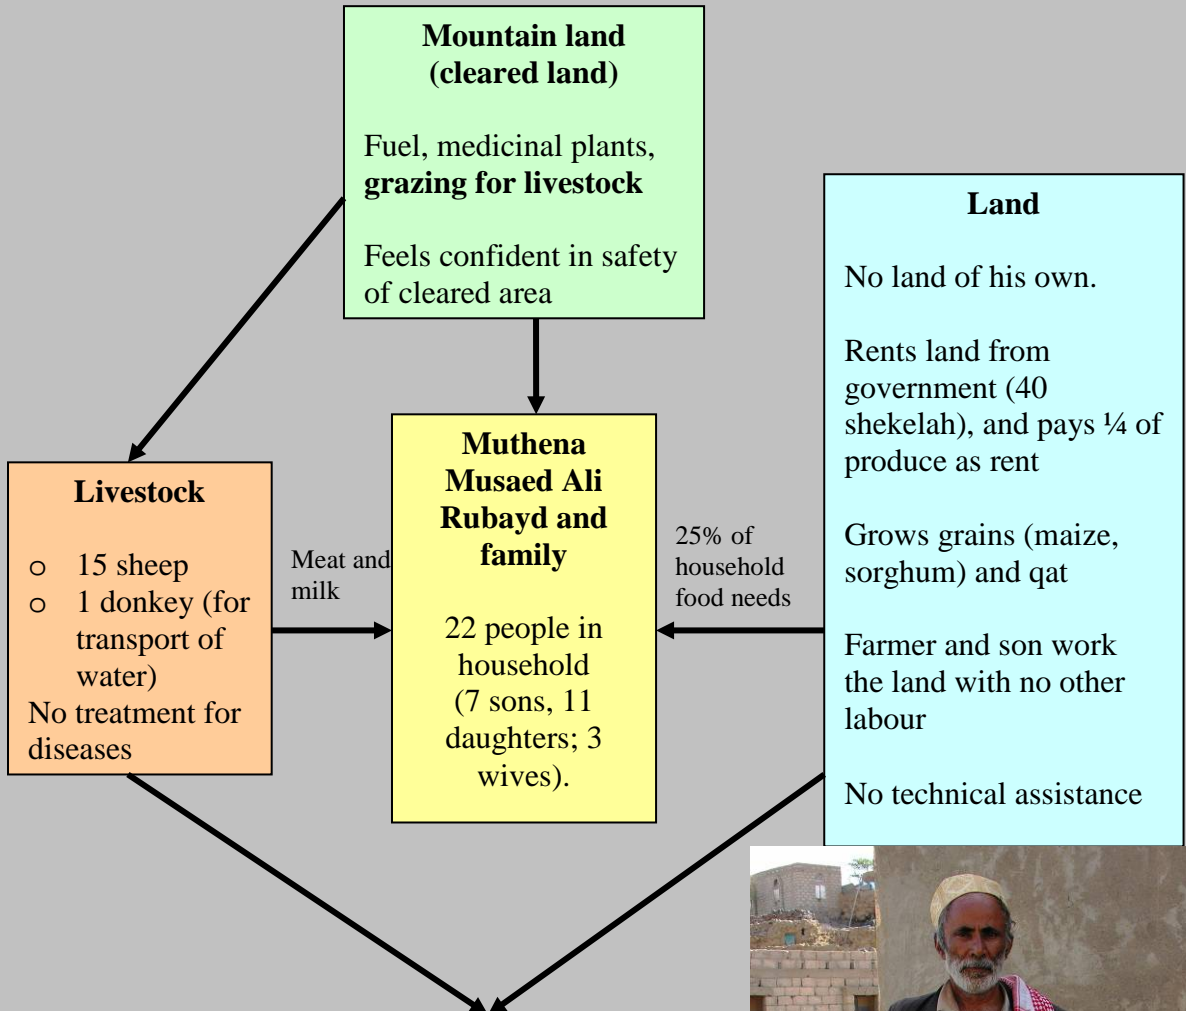 Mountain land
(cleared land)
Fuel, medicinal plants,
grazing for livestock
Feels confident in safety
of cleared area
Land
No land of his own.
Rents land from
government (40
shekelah), and pays ¼ of
produce as rent
Grows grains (maize,
sorghum) and qat
Farmer and son work
the land with no other
labour
No technical assistance
Livestock
o 15 sheep
o 1 donkey (for
transport of
water)
No treatment for
diseases
Meat and
milk
Muthena
Musaed Ali
Rubayd and
family
22 people in
household
(7 sons, 11
daughters; 3
wives).
25% of
household
food needs